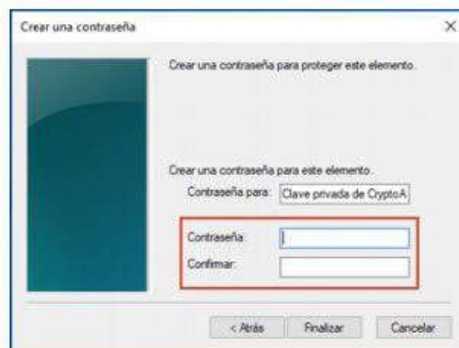 Crear una contraseña
Crear una contraseña para proteger este elemento.
Crear una contraseña para este elemento.
Contraseña para: Clave privada de CryptoA
Contraseña:
Confirmar:
< Atrás Finalizar Cancelar